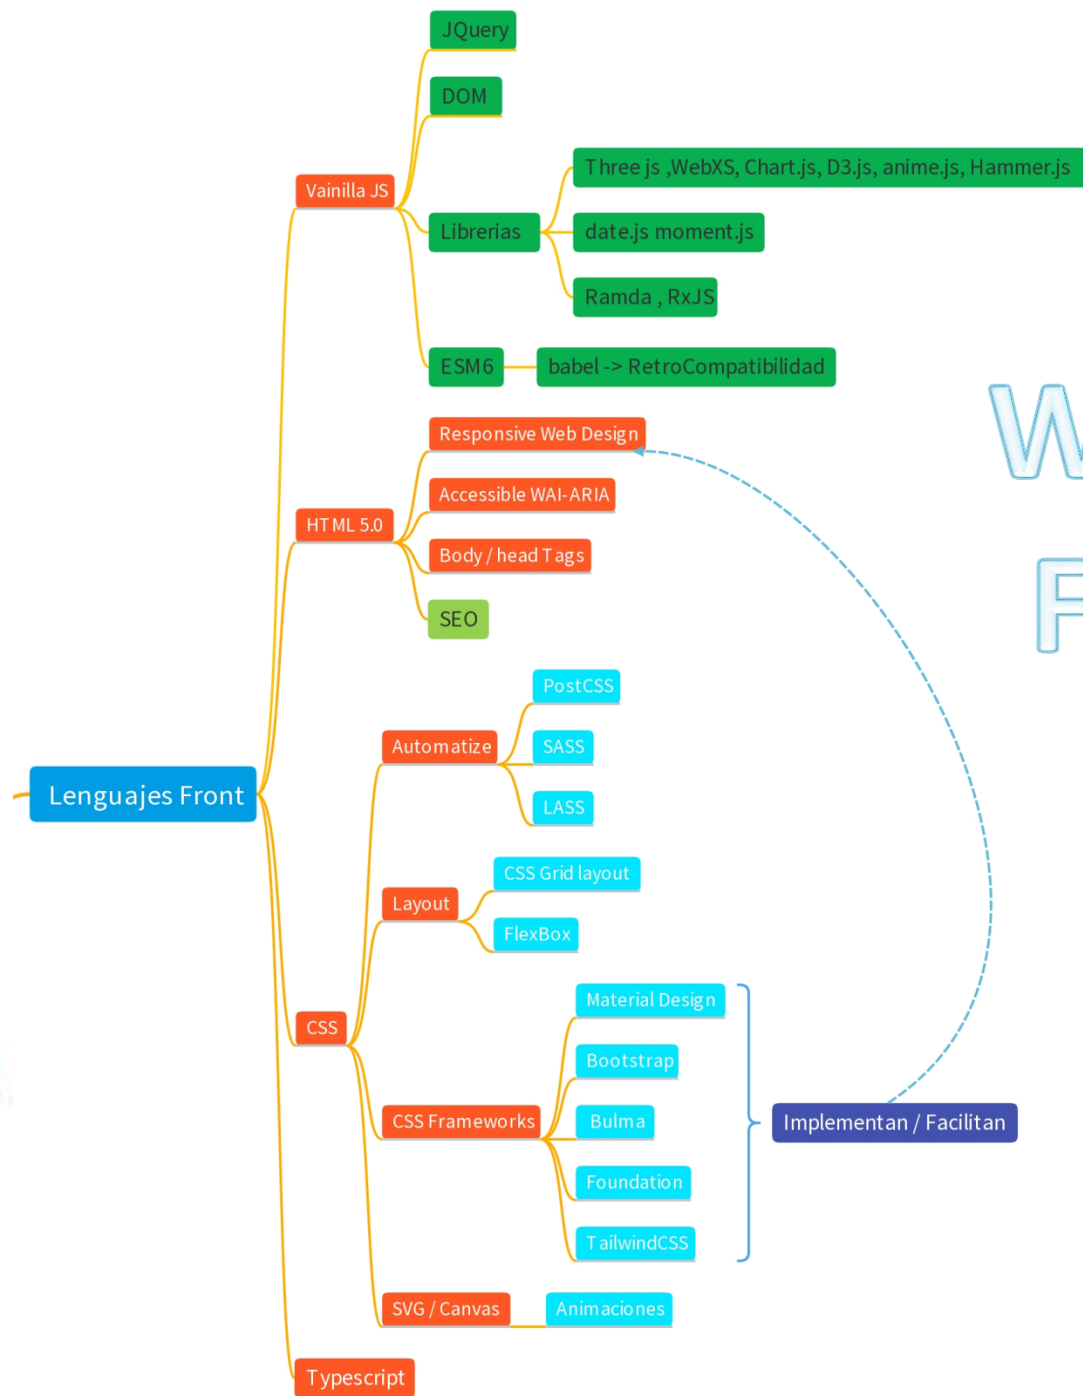 JQuery
DOM
Three js ,WebXS, Chart.js, D3.js, anime.js, Hammer.js
Vainilla JS
Librerias
date.js moment.js
Ramda , RxJS
ESM6
babel -> RetroCompatibilidad
Responsive Web Design
Accessible WAI-ARIA
HTML 5.0
Body / head Tags
SEO
PostCSS
Automatize
SASS
LASS
Lenguajes Front
CSS Grid layout
Layout
FlexBox
Material Design
CSS
Bootstrap
CSS Frameworks
Bulma
Implementan / Facilitan
Foundation
TailwindCSS
SVG / Canvas
Animaciones
Typescript
W
F